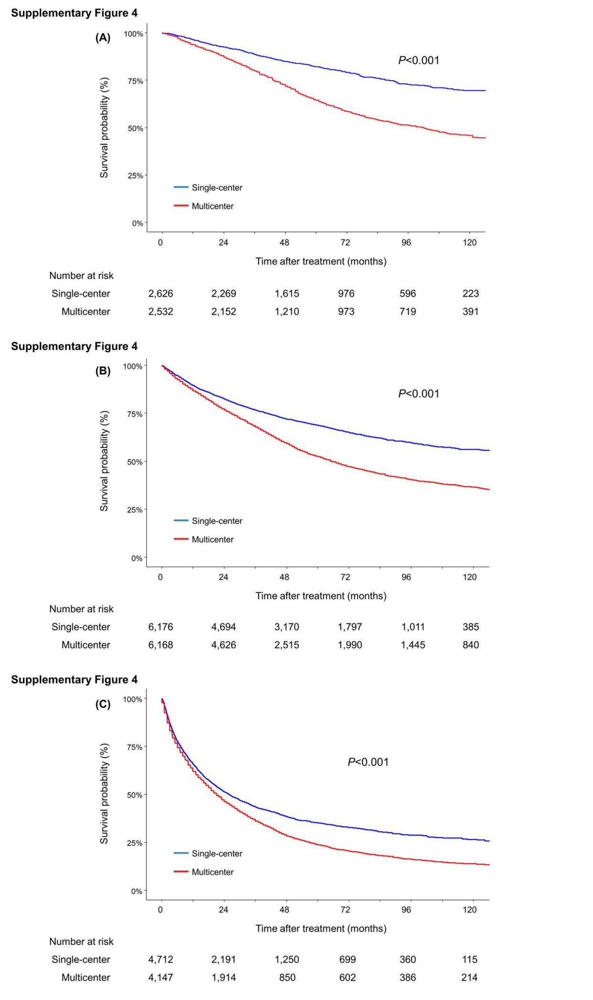 Supplementary Figure 4
(A)
100%
75%
50%
25%
0%
Survival probability (%)
P<0.001
Single-center
Multicenter
0 24 48 72 96 120
Time after treatment (months)
Number at risk
Single-center 2,626 2,269 1,615 976 596 223
Multicenter 2,532 2,152 1,210 973 719 391
Supplementary Figure 4
(B)
100%
75%
50%
25%
0%
Survival probability (%)
P<0.001
Single-center
Multicenter
0 24 48 72 96 120
Time after treatment (months)
Number at risk
Single-center 6,176 4,694 3,170 1,797 1,011 385
Multicenter 6,168 4,626 2,515 1,990 1,445 840
Supplementary Figure 4
(C)
100%
75%
50%
25%
0%
Survival probability (%)
P<0.001
Single-center
Multicenter
0 24 48 72 96 120
Time after treatment (months)
Number at risk
Single-center 4,712 2,191 1,250 699 360 115
Multicenter 4,147 1,914 850 602 386 214